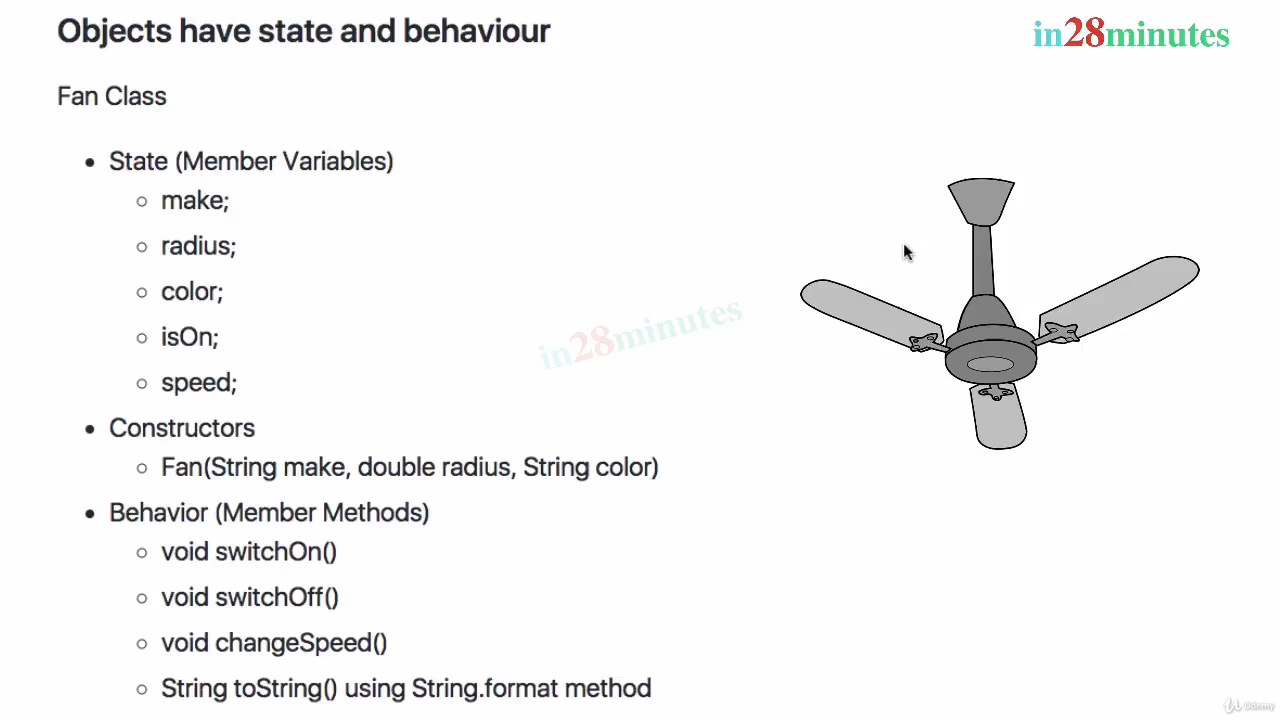 Objects have state and behaviour
in28minutes
Fan Class
State (Member Variables)
make;
radius;
color;
isOn;
speed;
in28minutes
Constructors
Fan(String make, double radius, String color)
Behavior (Member Methods)
void switchOn()
void switchOff()
void changeSpeed()
String toString() using String.format method
Udemy